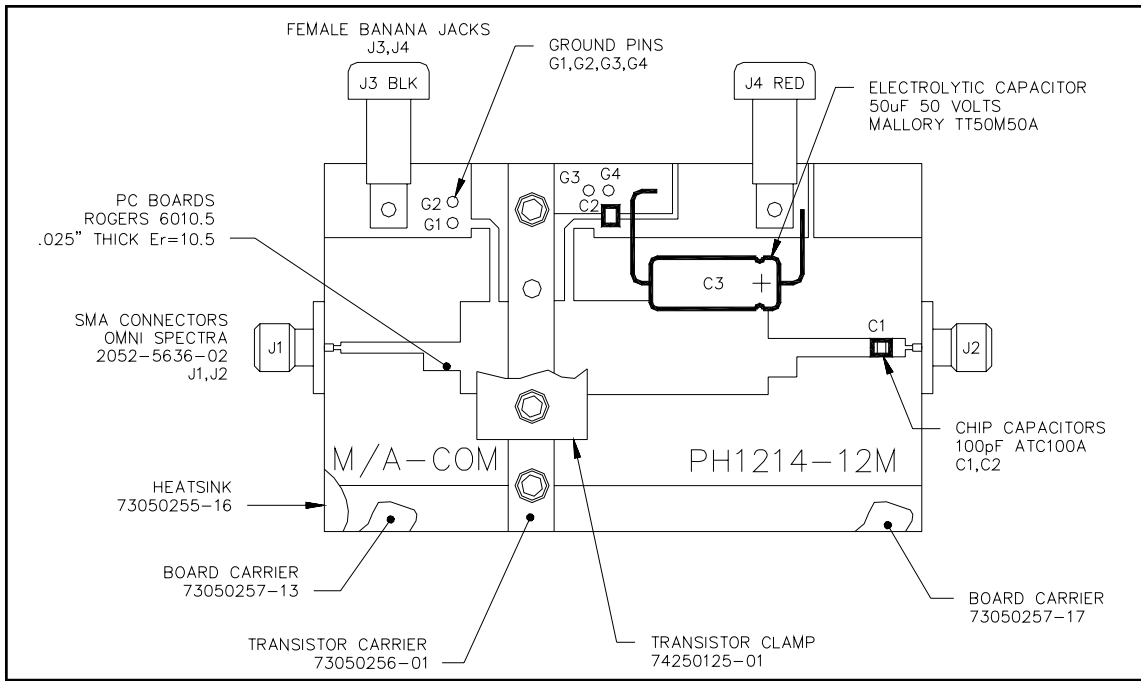 FEMALE BANANA JACKS
J3,J4
GROUND PINS
G1,G2,G3,G4
J3 BLK
J4 RED
ELECTROLYTIC CAPACITOR
50uF 50 VOLTS
MALLORY TT50M50A
PC BOARDS
ROGERS 6010.5
.025" THICK Er=10.5
G2
G1
G3
G4
C2
C3
+
SMA CONNECTORS
OMNI SPECTRA
2052-5636-02
J1,J2
J1
C1
J2
CHIP CAPACITORS
100pF ATC100A
C1,C2
M/A-COM
PH1214-12M
HEATSINK
73050255-16
BOARD CARRIER
73050257-13
BOARD CARRIER
73050257-17
TRANSISTOR CARRIER
73050256-01
TRANSISTOR CLAMP
74250125-01